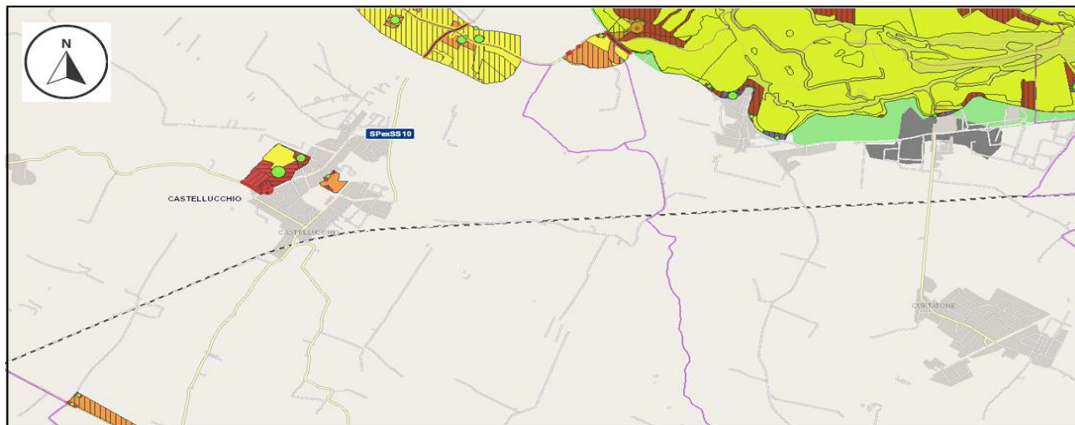 N
SPexSS10
CASTELLUCCHIO
CASTELLUCCHIO
CURTATONE